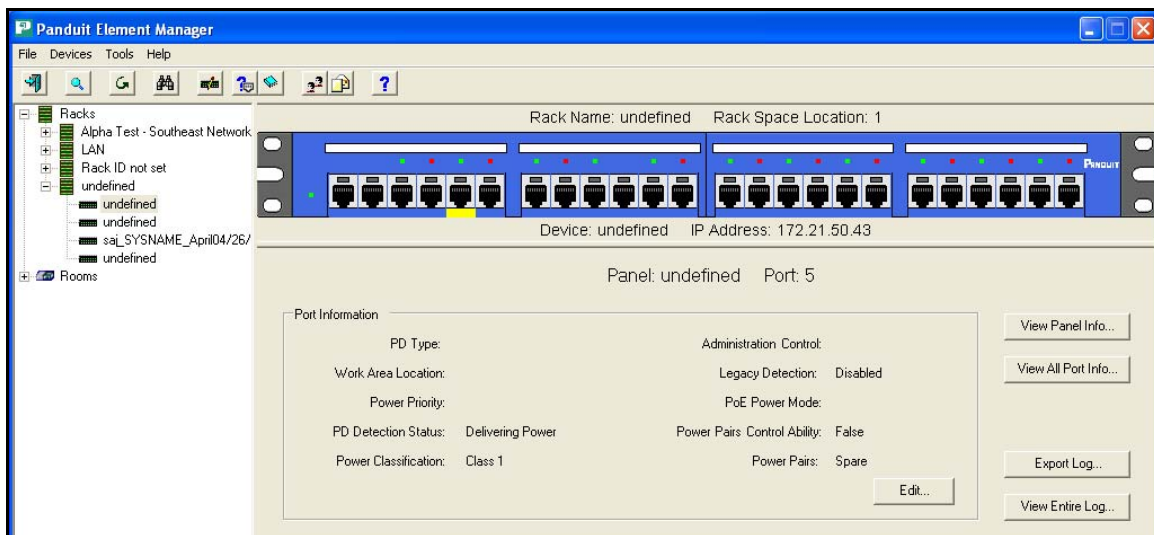 Panduit Element Manager
File Devices Tools Help
Racks
Alpha Test - Southeast Network
LAN
Rack ID not set
undefined
undefined
undefined
saj_SYSNAME_April04/26/
undefined
Rooms
Rack Name: undefined Rack Space Location: 1
PANDUIT
Device: undefined IP Address: 172.21.50.43
Panel: undefined Port: 5
Port Information
PD Type:
Administration Control:
Work Area Location:
Legacy Detection: Disabled
Power Priority:
PoE Power Mode:
PD Detection Status: Delivering Power
Power Pairs Control Ability: False
Power Classification: Class 1
Power Pairs: Spare
Edit...
View Panel Info...
View All Port Info...
Export Log...
View Entire Log...